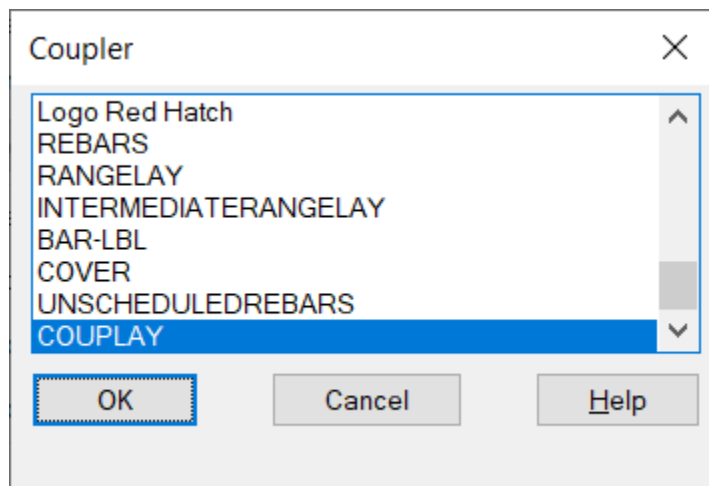 Coupler
Logo Red Hatch
REBARS
RANGELAY
INTERMEDIATERANGELAY
BAR-LBL
COVER
UNSCHEDULEDREBARS
COUPLAY
OK Cancel Help